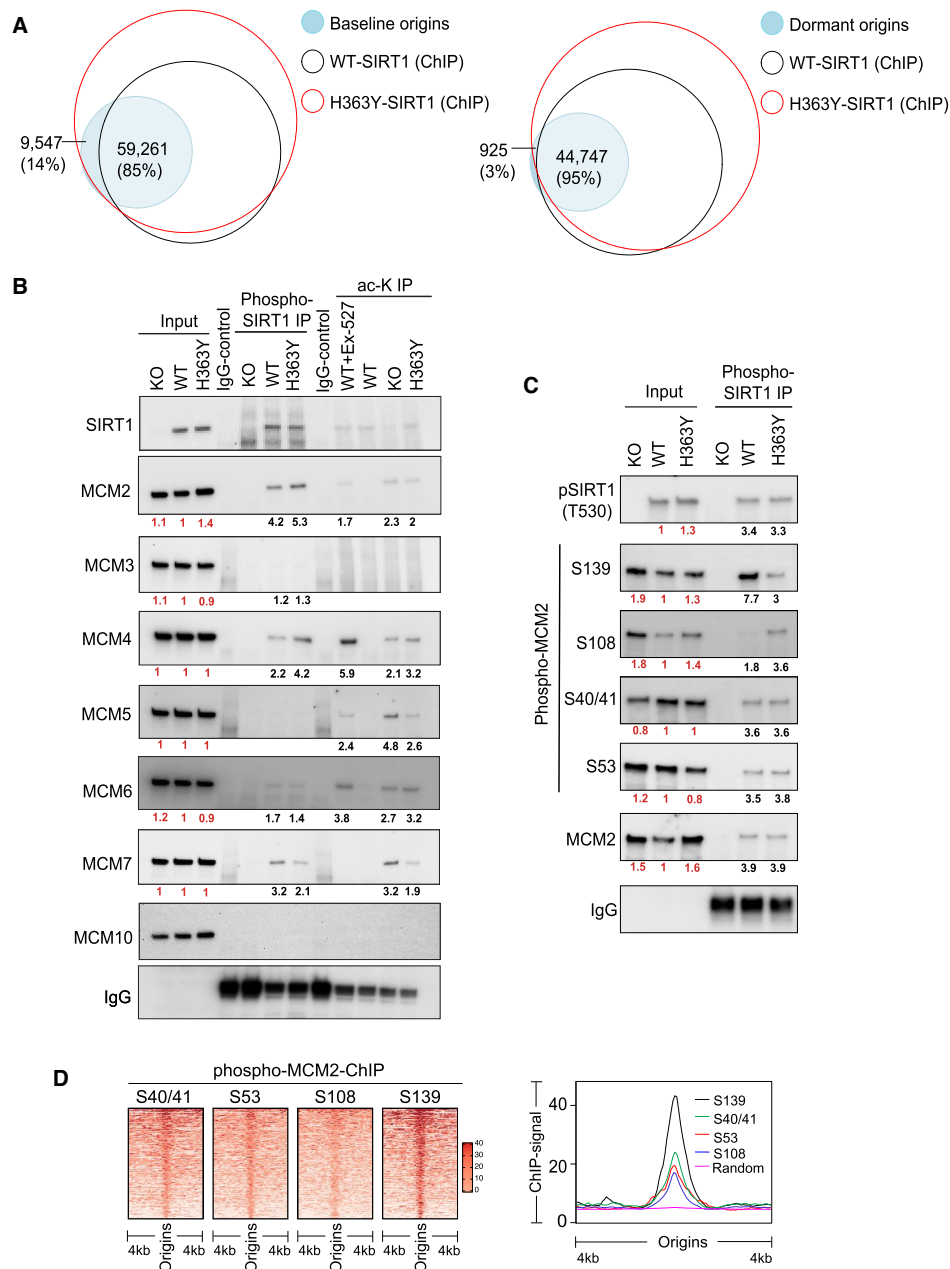 A
Baseline origins
WT-SIRT1 (ChIP)
H363Y-SIRT1 (ChIP)
9,547
(14%)
59,261
(85%)
Dormant origins
WT-SIRT1 (ChIP)
H363Y-SIRT1 (ChIP)
925
(3%)
44,747
(95%)
B
Input
IgG-control
Phospho-
SIRT1 IP
IgG-control
ac-K IP
KO WT H363Y
KO WT H363Y
WT+Ex-527 WT KO H363Y
SIRT1
MCM2
1.1 1 1.4 4.2 5.3 1.7 2.3 2
MCM3
1.1 1 0.9 1.2 1.3
MCM4
1 1 1 2.2 4.2 5.9 2.1 3.2
MCM5
1 1 1 2.4 4.8 2.6
MCM6
1.2 1 0.9 1.7 1.4 3.8 2.7 3.2
MCM7
1 1 1 3.2 2.1 3.2 1.9
MCM10
IgG
C
Input
Phospho-
SIRT1 IP
KO WT H363Y KO WT H363Y
pSIRT1
(T530)
1 1.3 3.4 3.3
Phospho-MCM2
S139
1.9 1 1.3 7.7 3
S108
1.8 1 1.4 1.8 3.6
S40/41
0.8 1 1 3.6 3.6
S53
1.2 1 0.8 3.5 3.8
MCM2
1.5 1 1.6 3.9 3.9
IgG
D
phospho-MCM2-ChIP
S40/41 S53 S108 S139
40
30
20
10
0
4kb Origins 4kb
4kb Origins 4kb
4kb Origins 4kb
4kb Origins 4kb
ChIP-signal
40
20
0
S139
S40/41
S53
S108
Random
Origins
4kb 4kb